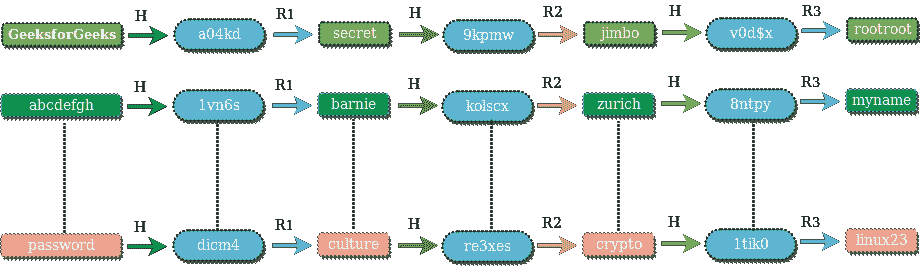 H R1 H R2 H R3
GeeksforGeeks a04kd secret 9kpmw jimbo v0d$x rootroot
H R1 H R2 H R3
abcdefgh 1vn6s barnie kolscx zurich 8ntpy myname
H R1 H R2 H R3
password dicm4 culture re3xes crypto 1tik0 linux23